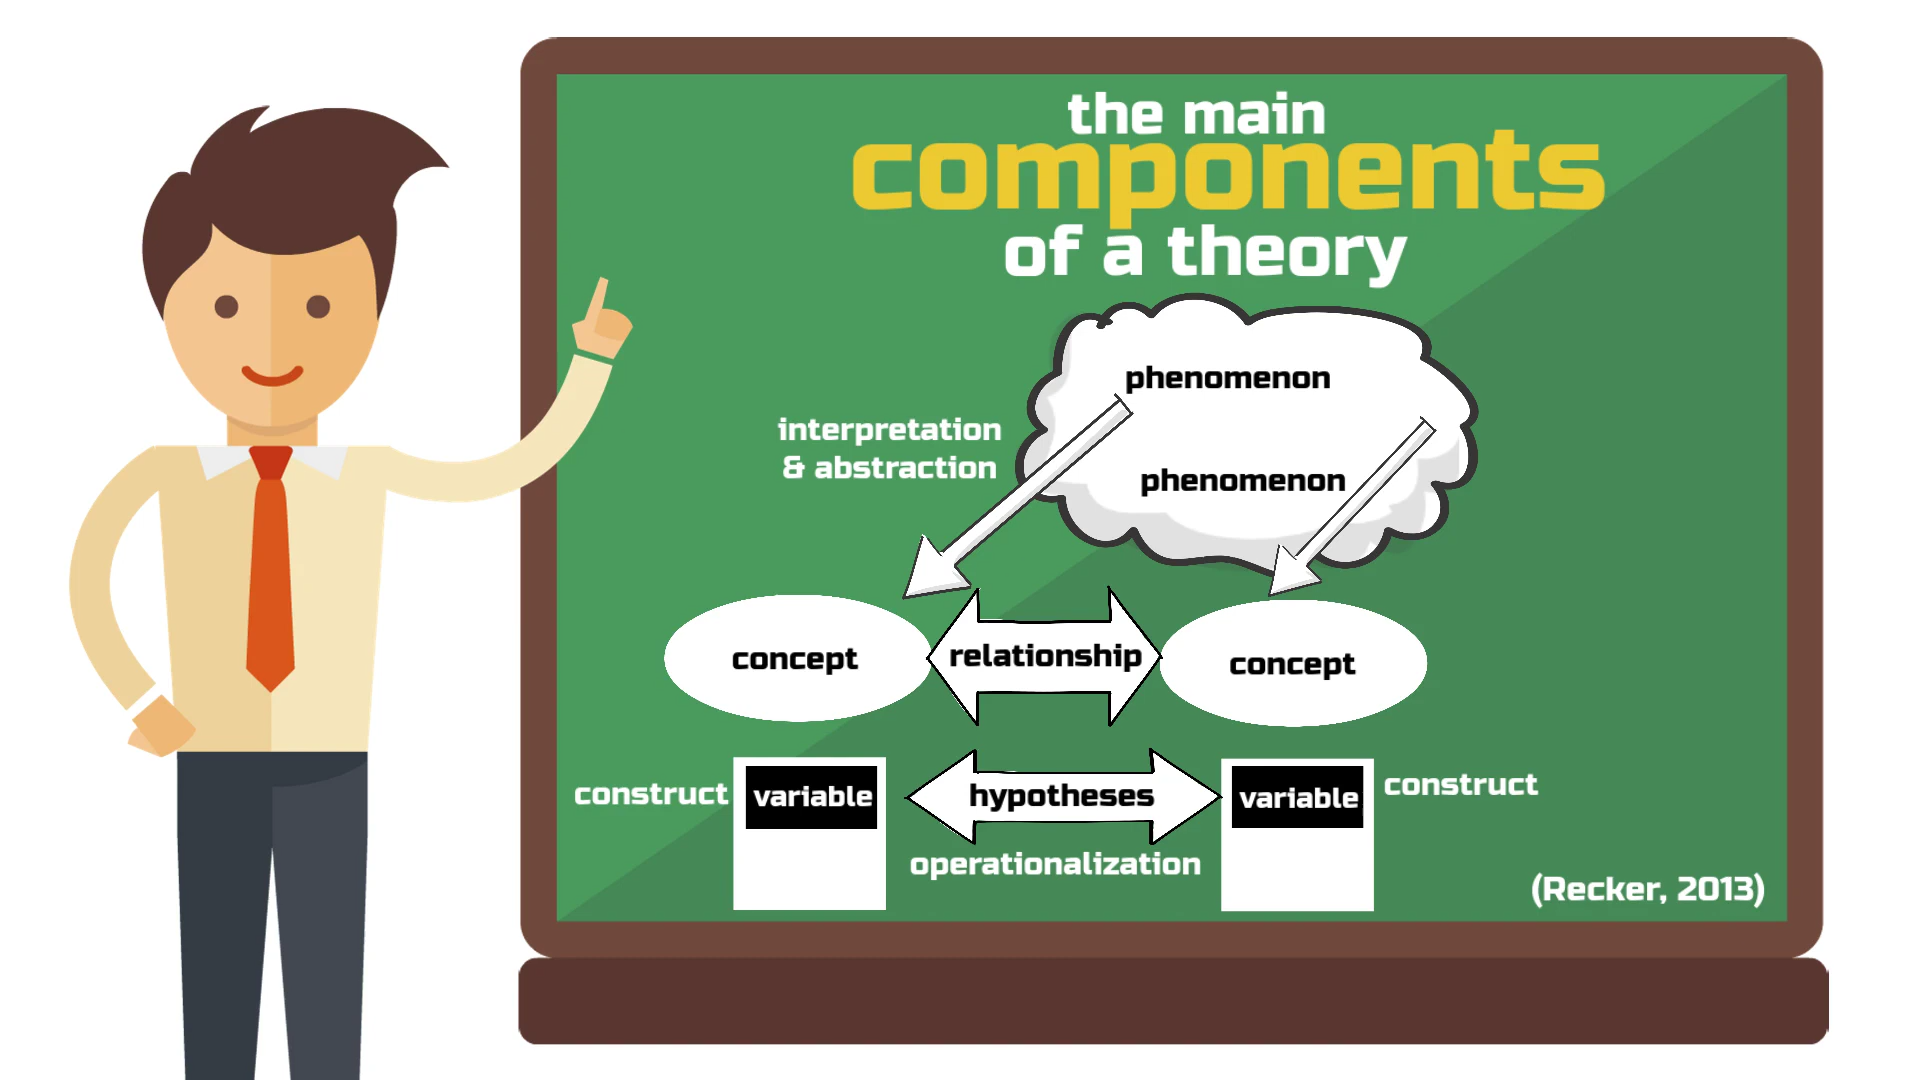 the main
components
of a theory
phenomenon
interpretation
& abstraction
phenomenon
concept
relationship
concept
construct
variable
hypotheses
variable
construct
operationalization
(Recker, 2013)